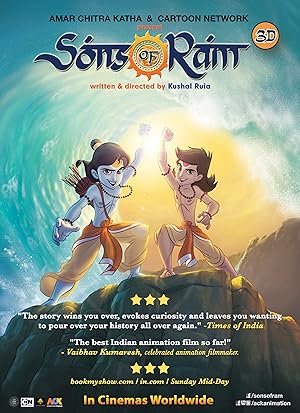 AMAR CHITRA KATHA & CARTOON NETWORK
present
Sons of Ram
3D
written & directed by Kushal Ruia
"The story wins you over, evokes curiosity and leaves you wanting
to pour over your history all over again." -Times of India
"The best Indian animation film so far!"
- Vaibhav Kumaresh, celebrated animation filmmaker.
bookmyshow.com / in.com / Sunday Mid-Day
In Cinemas Worldwide
CN
ACK
/sonsofram
/ackanimation